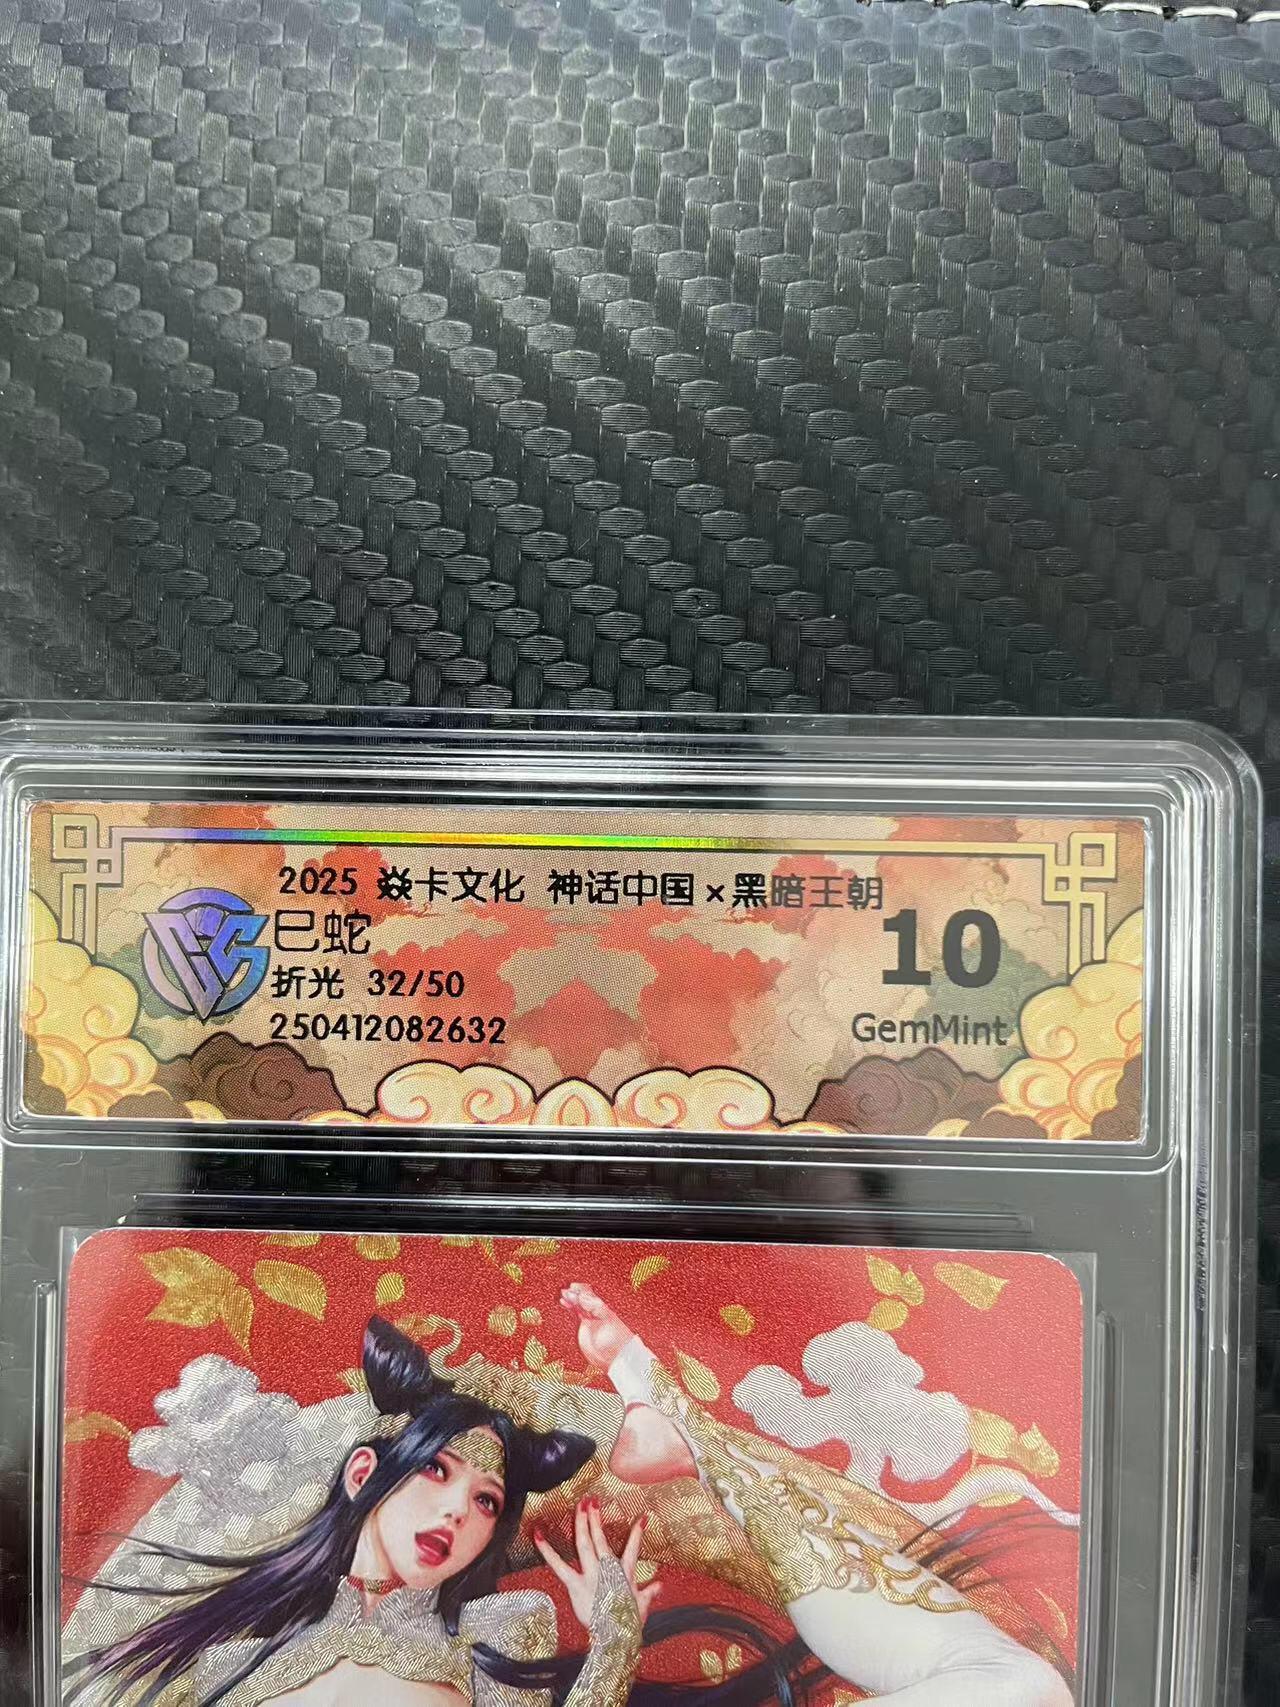 2025 焱卡文化 神话中国×黑暗王朝
巳蛇
折光 32/50
250412082632
10
GemMint